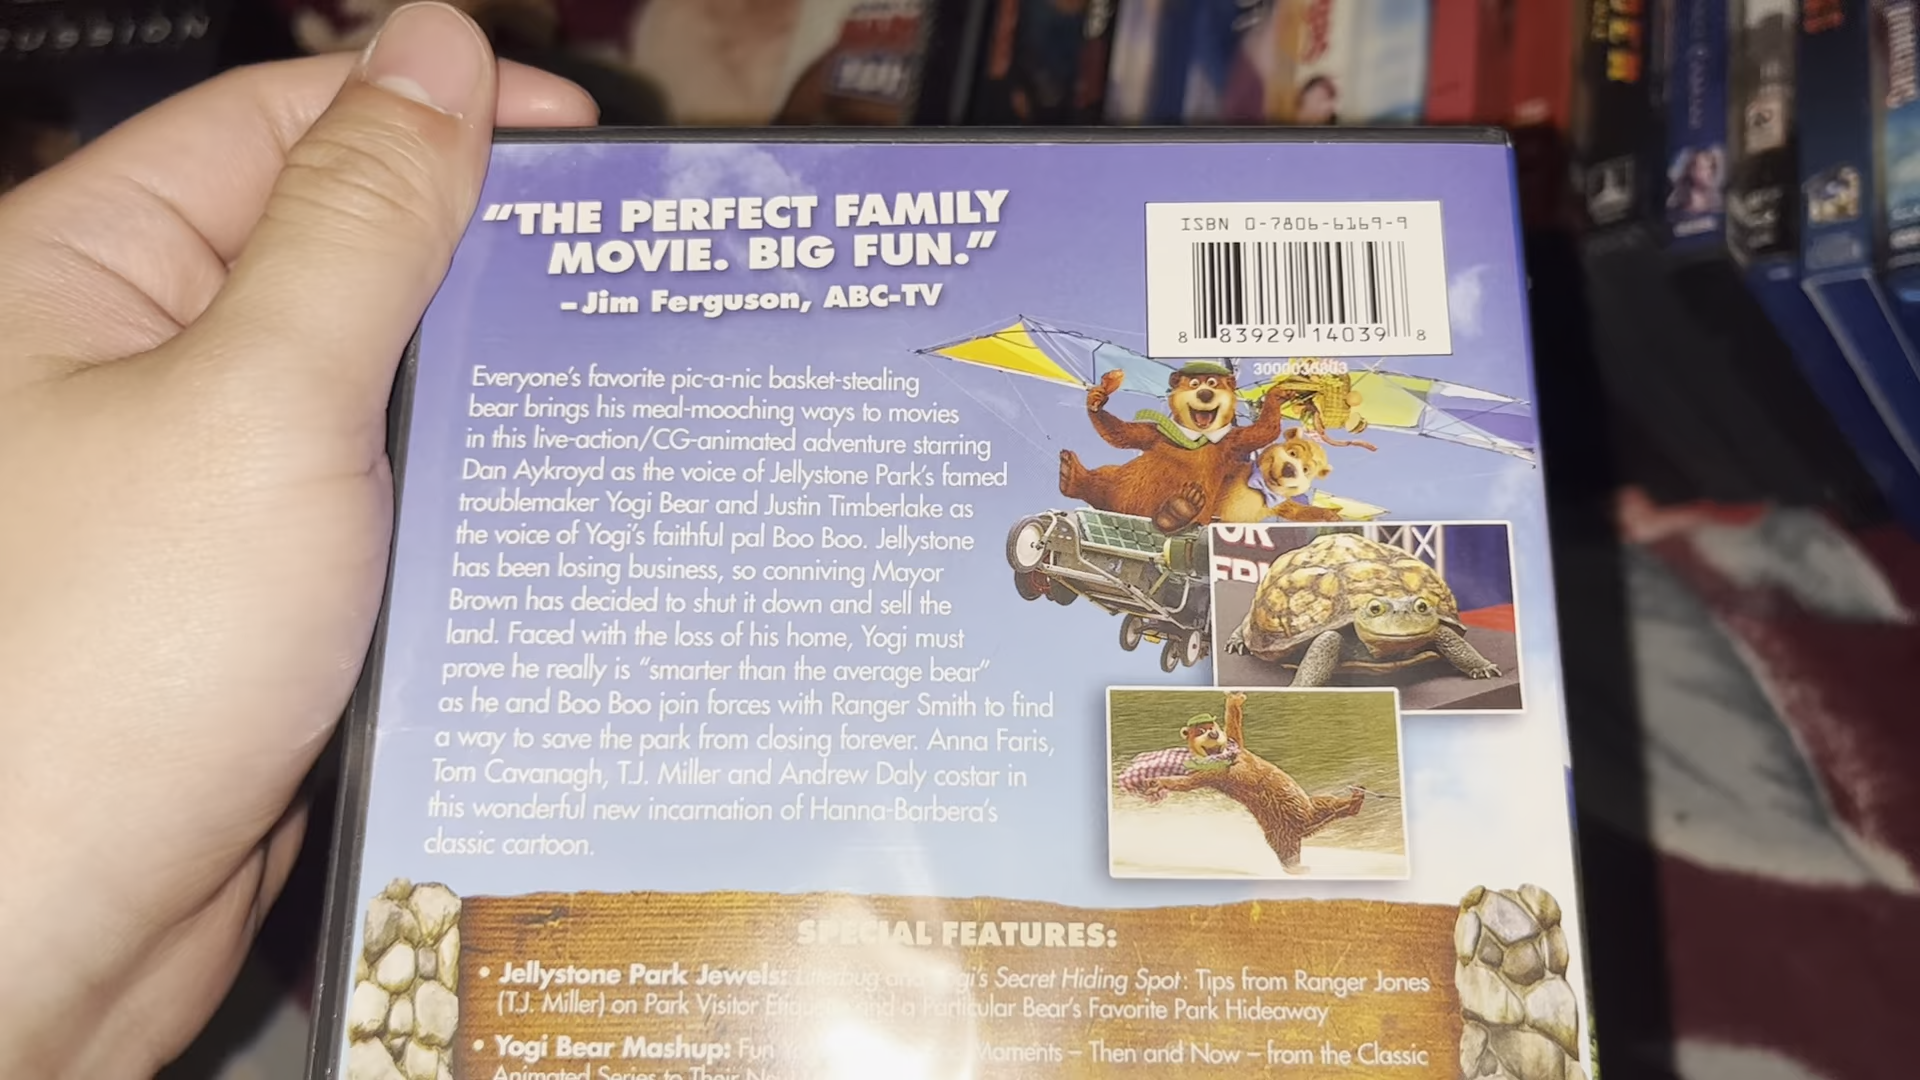 "THE PERFECT FAMILY
MOVIE. BIG FUN."
–Jim Ferguson, ABC-TV
ISBN 0-7806-6169-9
8 83929 14039 8
Everyone's favorite pic-a-nic basket-stealing
bear brings his meal-mooching ways to movies
in this live-action/CG-animated adventure starring
Dan Aykroyd as the voice of Jellystone Park's famed
troublemaker Yogi Bear and Justin Timberlake as
the voice of Yogi's faithful pal Boo Boo. Jellystone
has been losing business, so conniving Mayor
Brown has decided to shut it down and sell the
land. Faced with the loss of his home, Yogi must
prove he really is "smarter than the average bear"
as he and Boo Boo join forces with Ranger Smith to find
a way to save the park from closing forever. Anna Faris,
Tom Cavanagh, T.J. Miller and Andrew Daly costar in
this wonderful new incarnation of Hanna-Barbera's
classic cartoon.
SPECIAL FEATURES:
• Jellystone Park Jewels: Litterbug and Yogi's Secret Hiding Spot: Tips from Ranger Jones
(T.J. Miller) on Park Visitor and a Particular Bear's Favorite Park Hideaway
• Yogi Bear Mashup: Fun Moments – Then and Now – from the Classic
Animated Series to Their